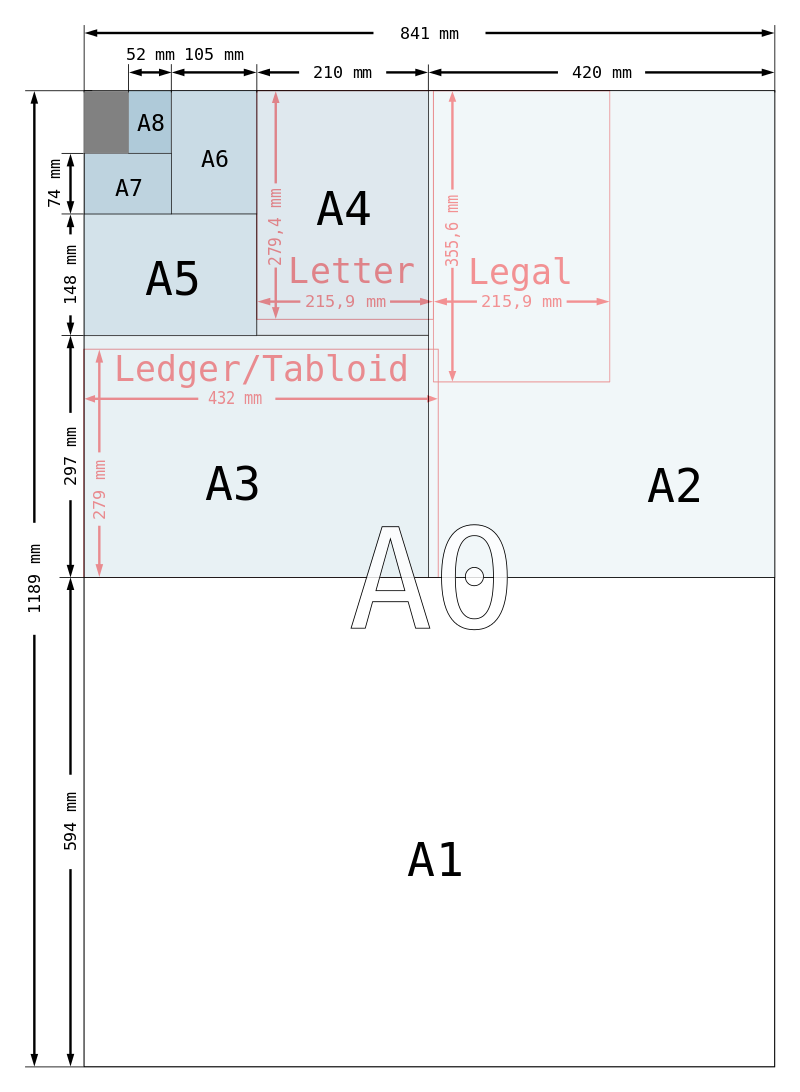 841 mm
52 mm 105 mm
210 mm
420 mm
A8
A6
A7
74 mm
A4
279,4 mm
355,6 mm
Letter
Legal
A5
148 mm
215,9 mm
215,9 mm
Ledger/Tabloid
432 mm
297 mm
279 mm
A3
A2
A0
1189 mm
594 mm
A1